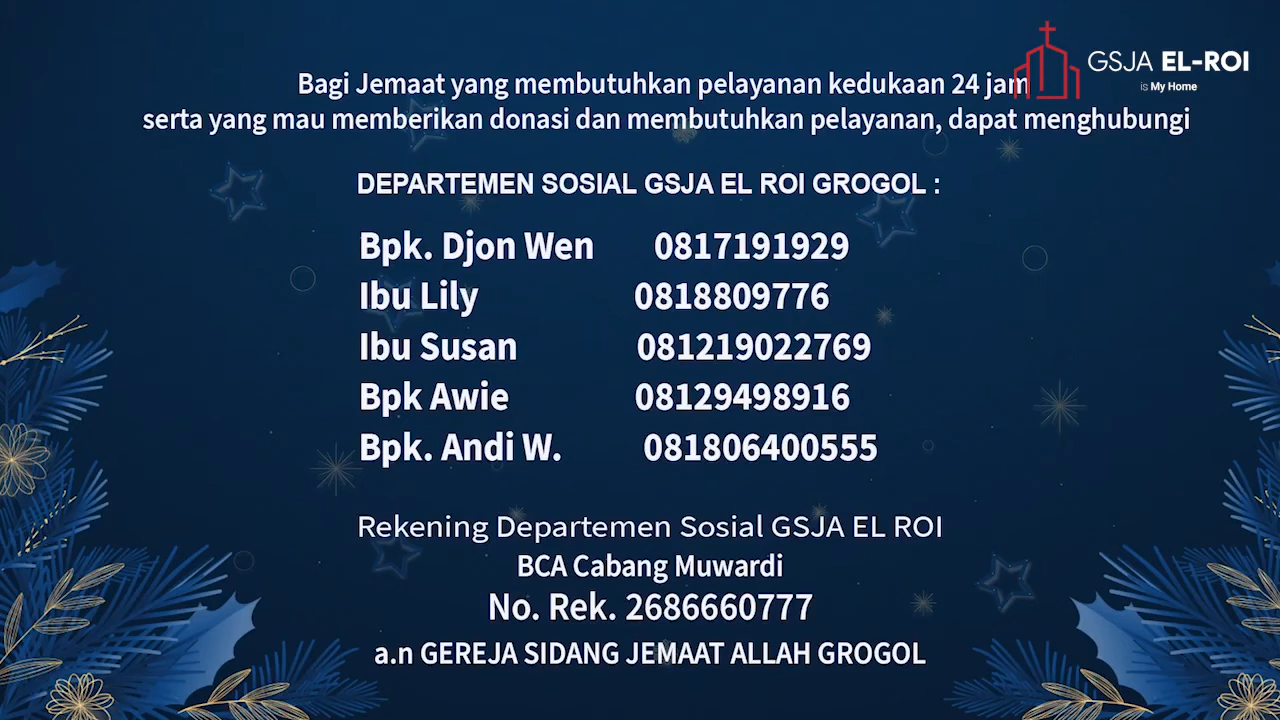 GSJA EL-ROI
is My Home
Bagi Jemaat yang membutuhkan pelayanan kedukaan 24 jam
serta yang mau memberikan donasi dan membutuhkan pelayanan, dapat menghubungi
DEPARTEMEN SOSIAL GSJA EL ROI GROGOL :
Bpk. Djon Wen 0817191929
Ibu Lily 0818809776
Ibu Susan 081219022769
Bpk Awie 08129498916
Bpk. Andi W. 081806400555
Rekening Departemen Sosial GSJA EL ROI
BCA Cabang Muwardi
No. Rek. 2686660777
a.n GEREJA SIDANG JEMAAT ALLAH GROGOL